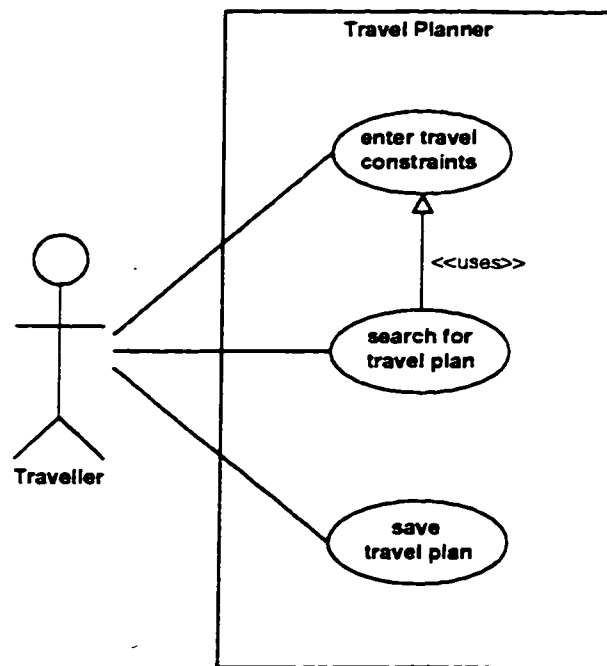 Travel Planner
enter travel
constraints
<<uses>>
search for
travel plan
Traveller
save
travel plan